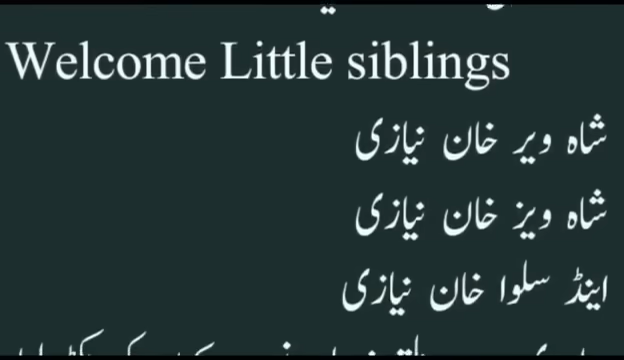 Welcome Little siblings
شاہ ویر خان نیازی
شاہ ویز خان نیازی
اینڈ سلوا خان نیازی